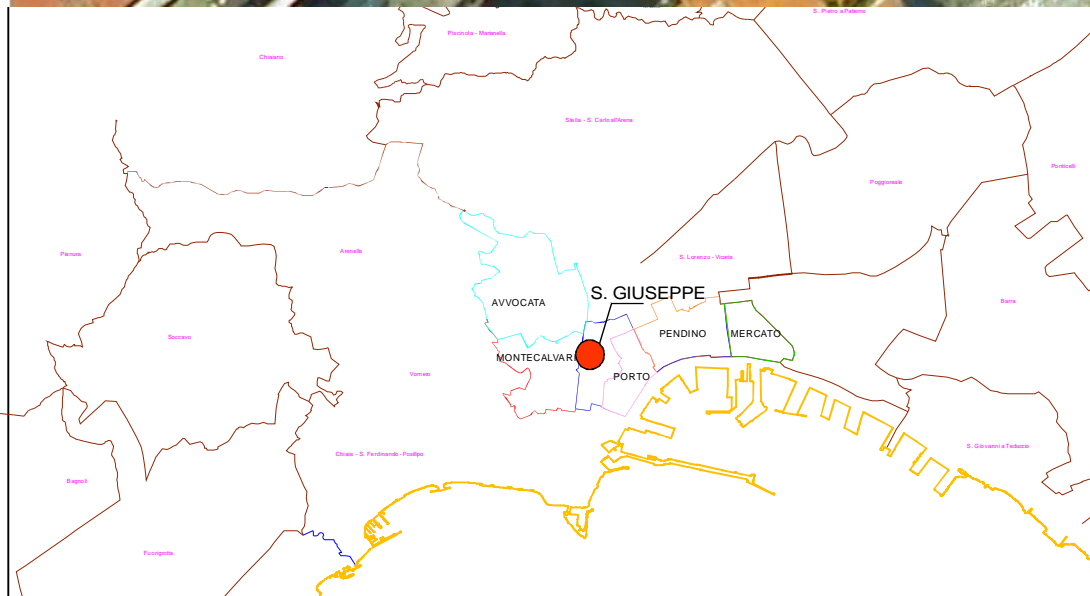 S. Pietro a Patierno
Piscinola - Marianella
Chiaiano
Stella - S. Carlo all'Arena
Ponticelli
Poggioreale
Pianura
Arenella
S. Lorenzo - Vicaria
S. GIUSEPPE
AVVOCATA
Barra
PENDINO
MERCATO
Soccavo
MONTECALVARI
Vomero
PORTO
Chiaia - S. Ferdinando - Posillipo
S. Giovanni a Teduccio
Bagnoli
Fuorigrotta